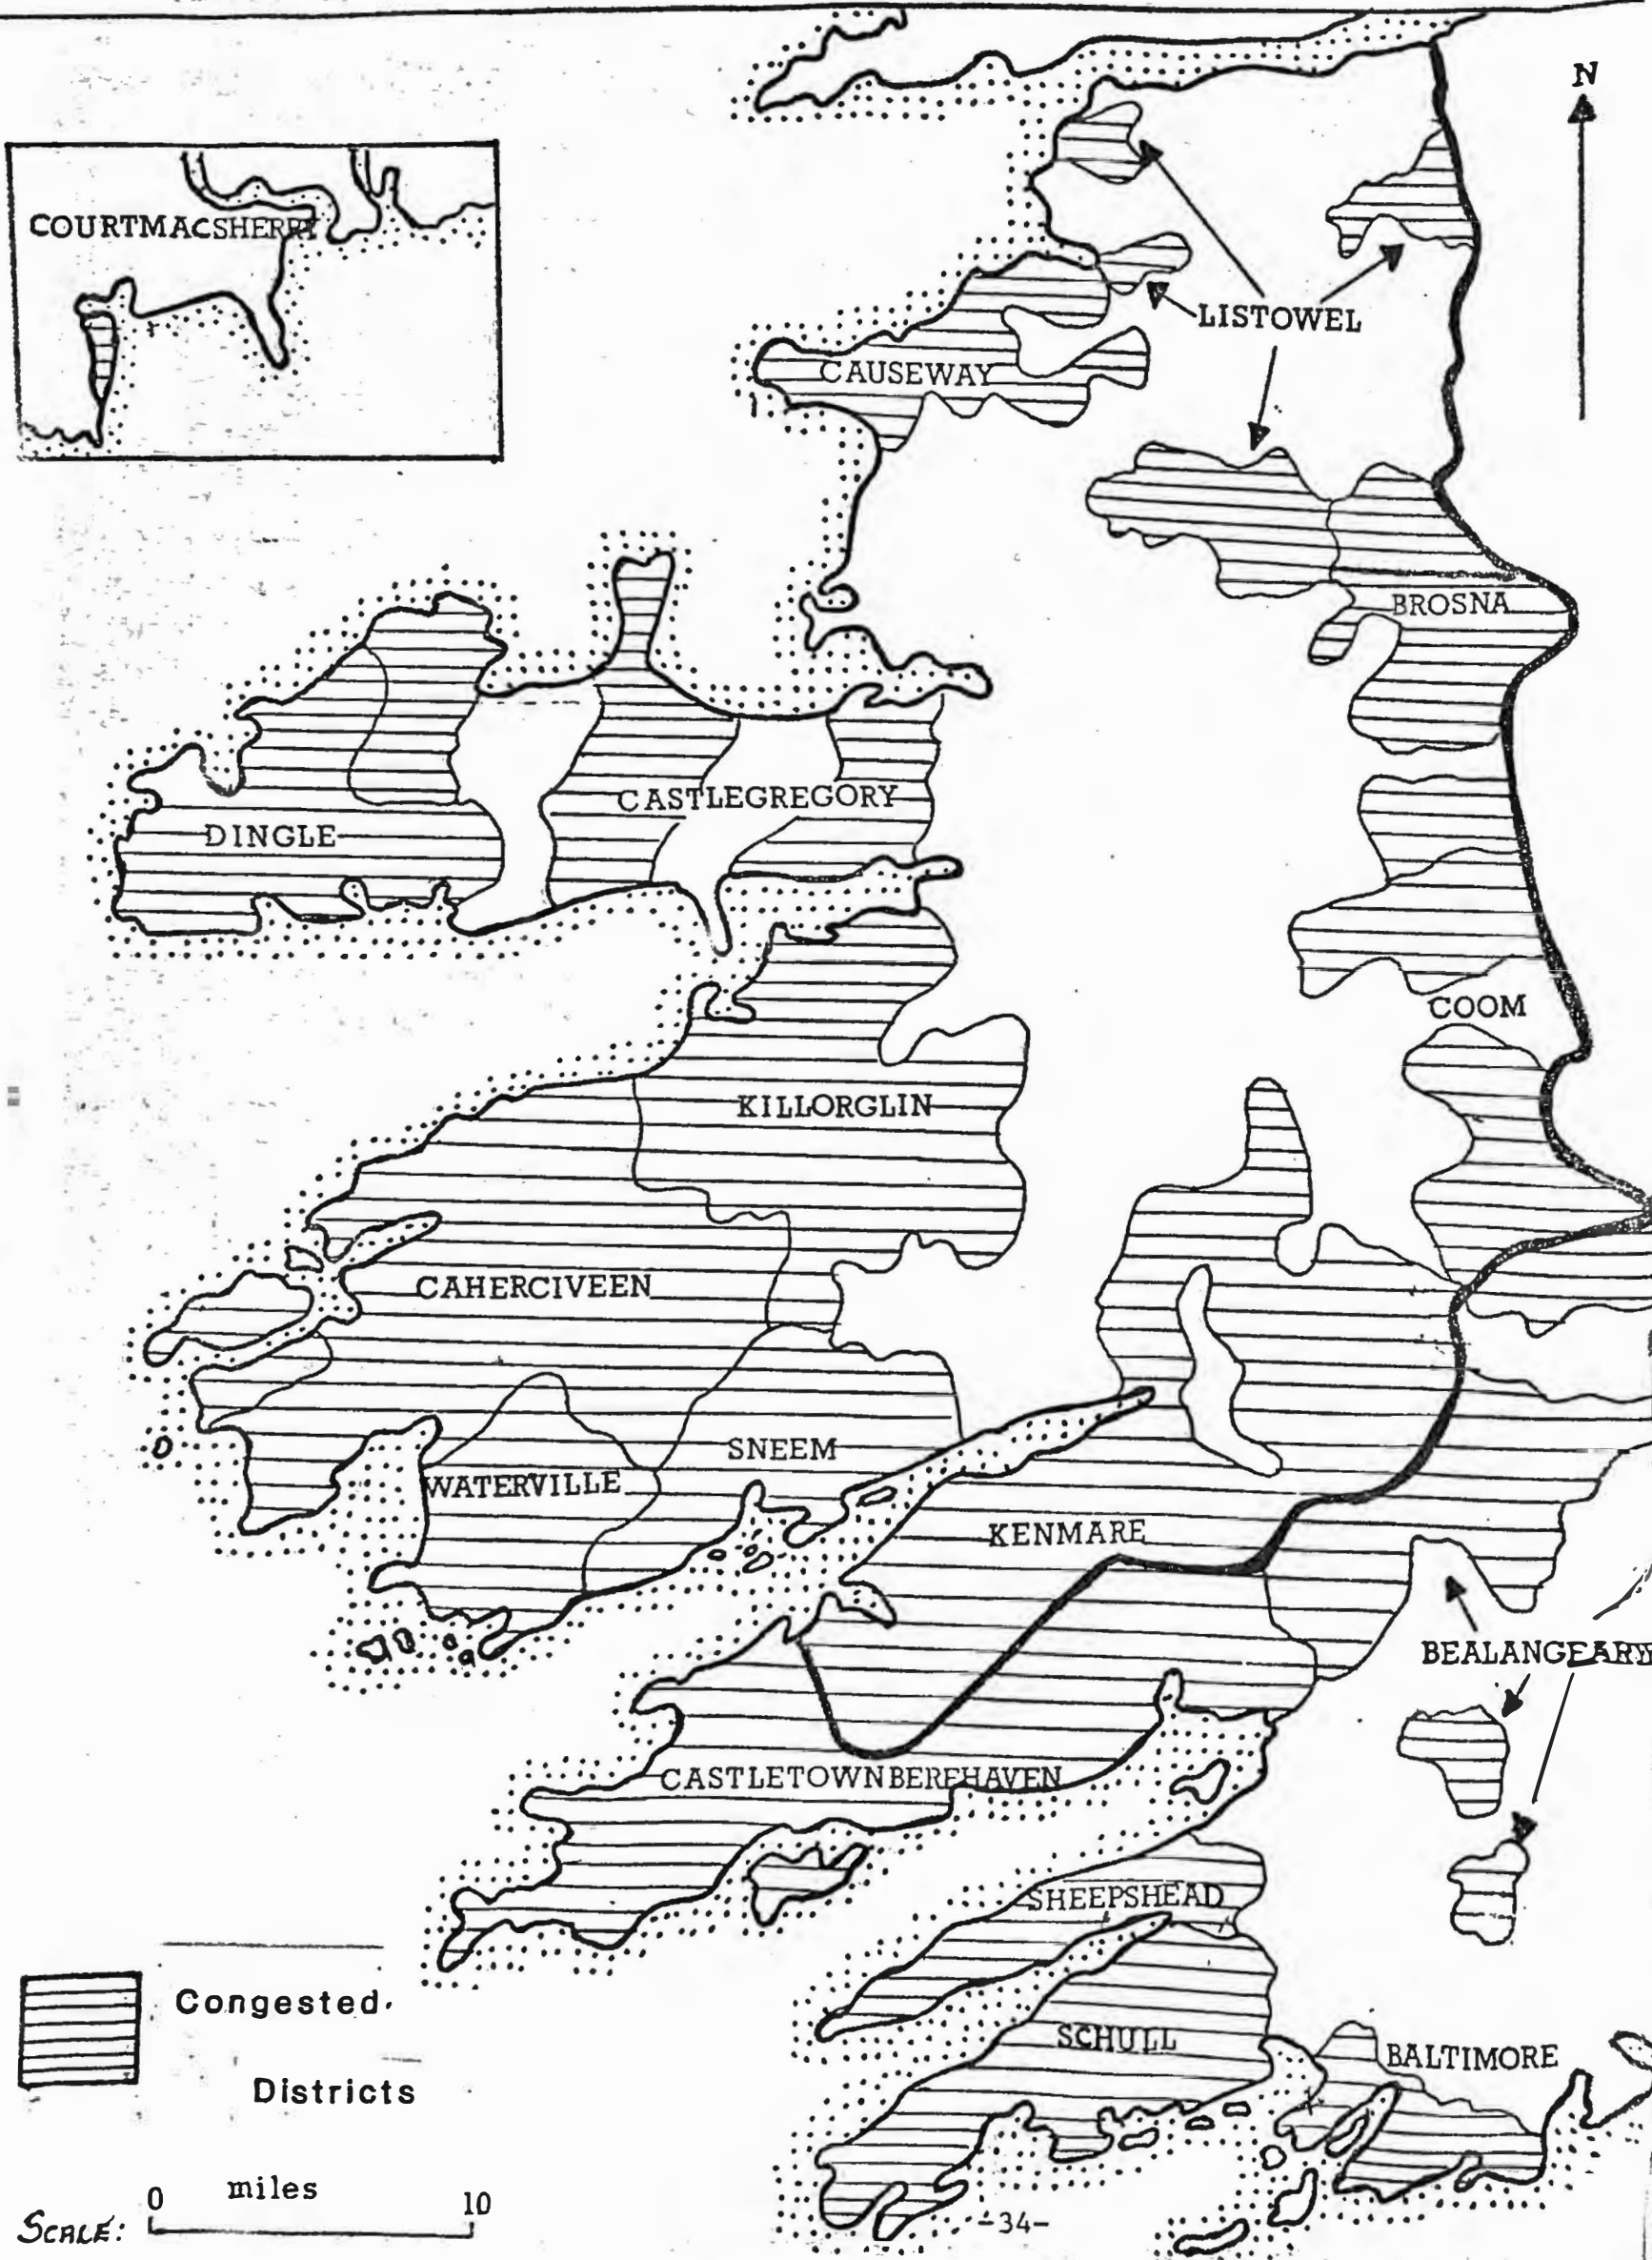 N
COURTMACSHERRY
LISTOWEL
CAUSEWAY
BROSNA
CASTLEGREGORY
DINGLE
COOM
KILLORGLIN
CAHERCIVEEN
SNEEM
WATERVILLE
KENMARE
BEALANGEARY
CASTLETOWNBEREHAVEN
SHEEPSHEAD
SCHULL
BALTIMORE
Congested
Districts
miles
0 10
SCALE:
-34-